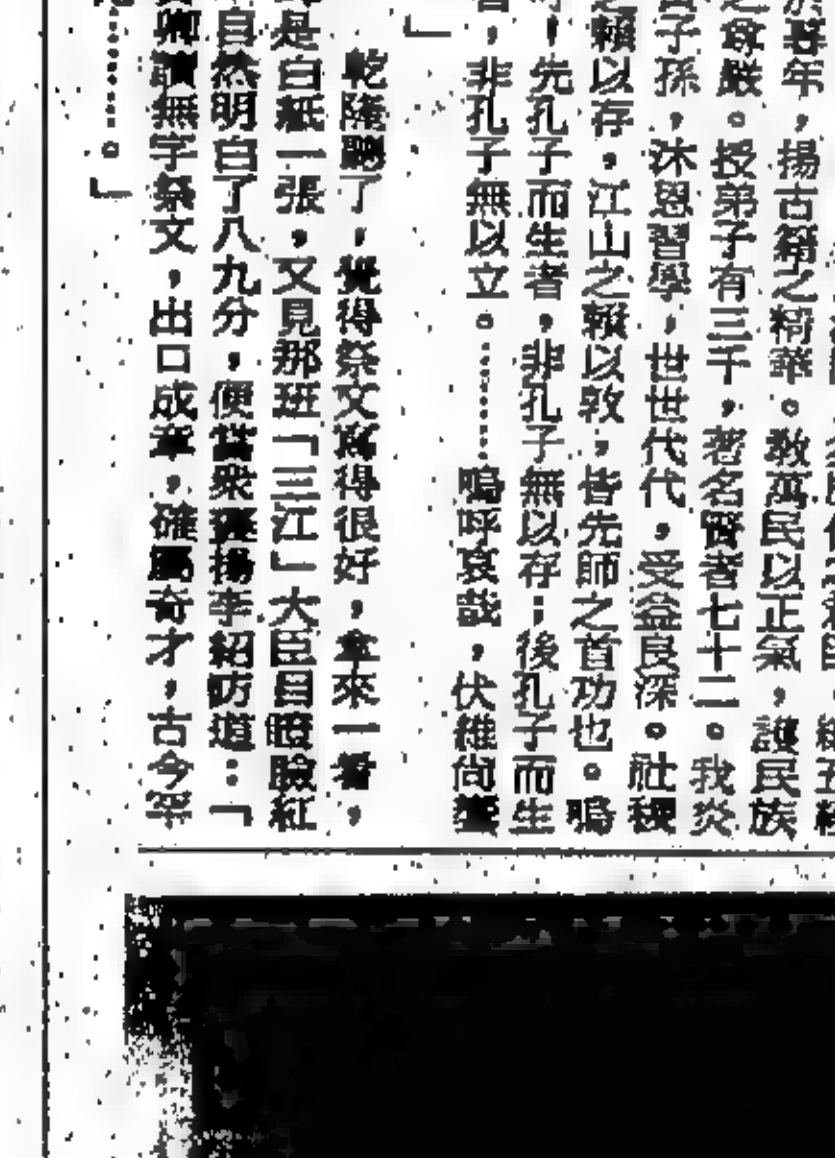 於暮年，揚古籍之精華。敎萬民以正氣，護民族
之尊嚴。授弟子有三千，著名賢者七十二。我炎
子孫，沐恩習學，世世代代，受益良深。社稷
之賴以存，江山之賴以敦，皆先師之首功也。嗚
，先孔子而生者，非孔子無以存；後孔子而生
者，非孔子無以立。………嗚呼哀哉，伏維尚饗
」
乾隆聽了，覺得祭文寫得很好，拿來一看，
是白紙一張，又見那班「三江」大臣目瞪臉紅
自然明白了八九分，便當衆褒揚李紹昉道：「
卿讀無字祭文，出口成章，確屬奇才，古今罕
………。」